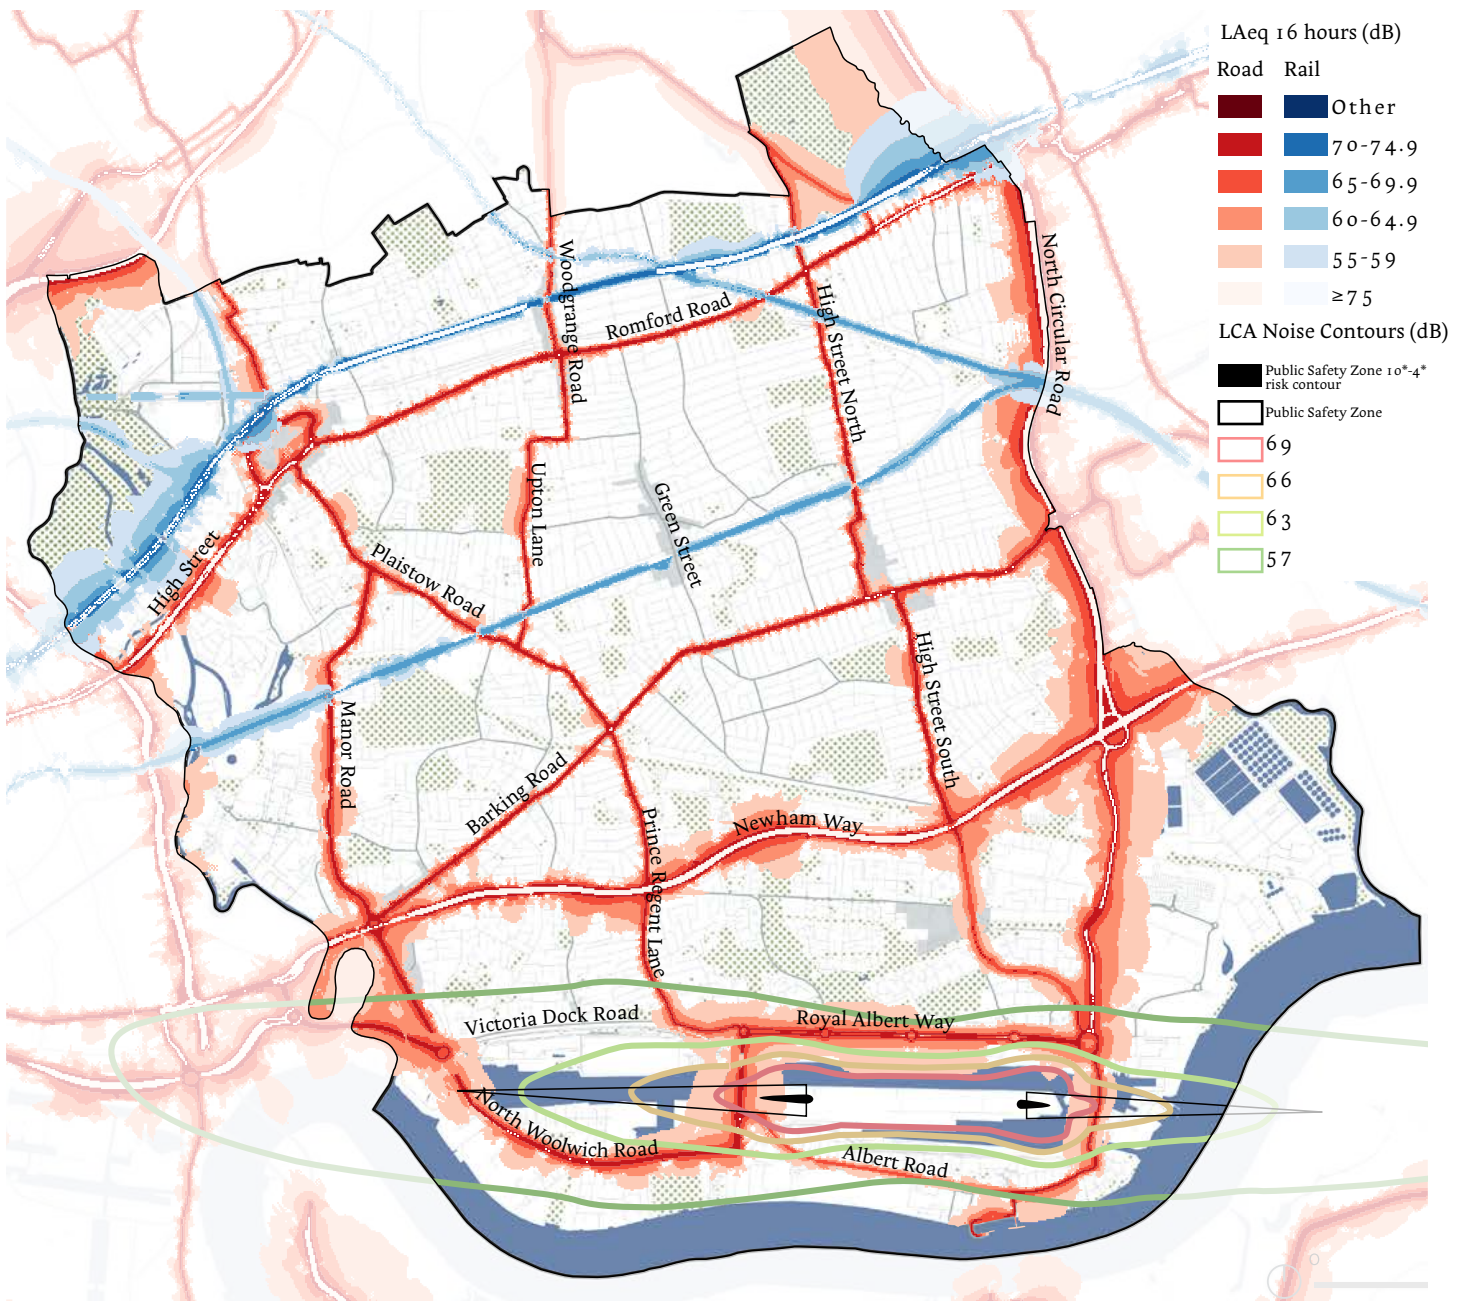 LAeq 16 hours (dB)
Road Rail
Other
70-74.9
65-69.9
60-64.9
55-59
≥75
LCA Noise Contours (dB)
Public Safety Zone 10*-4*
risk contour
Public Safety Zone
69
66
63
57
North Circular Road
Woodgrange Road
Romford Road
High Street North
Upton Lane
Green Street
High Street
Plaistow Road
High Street South
Manor Road
Barking Road
Newham Way
Prince Regent Lane
Victoria Dock Road
Royal Albert Way
North Woolwich Road
Albert Road
0